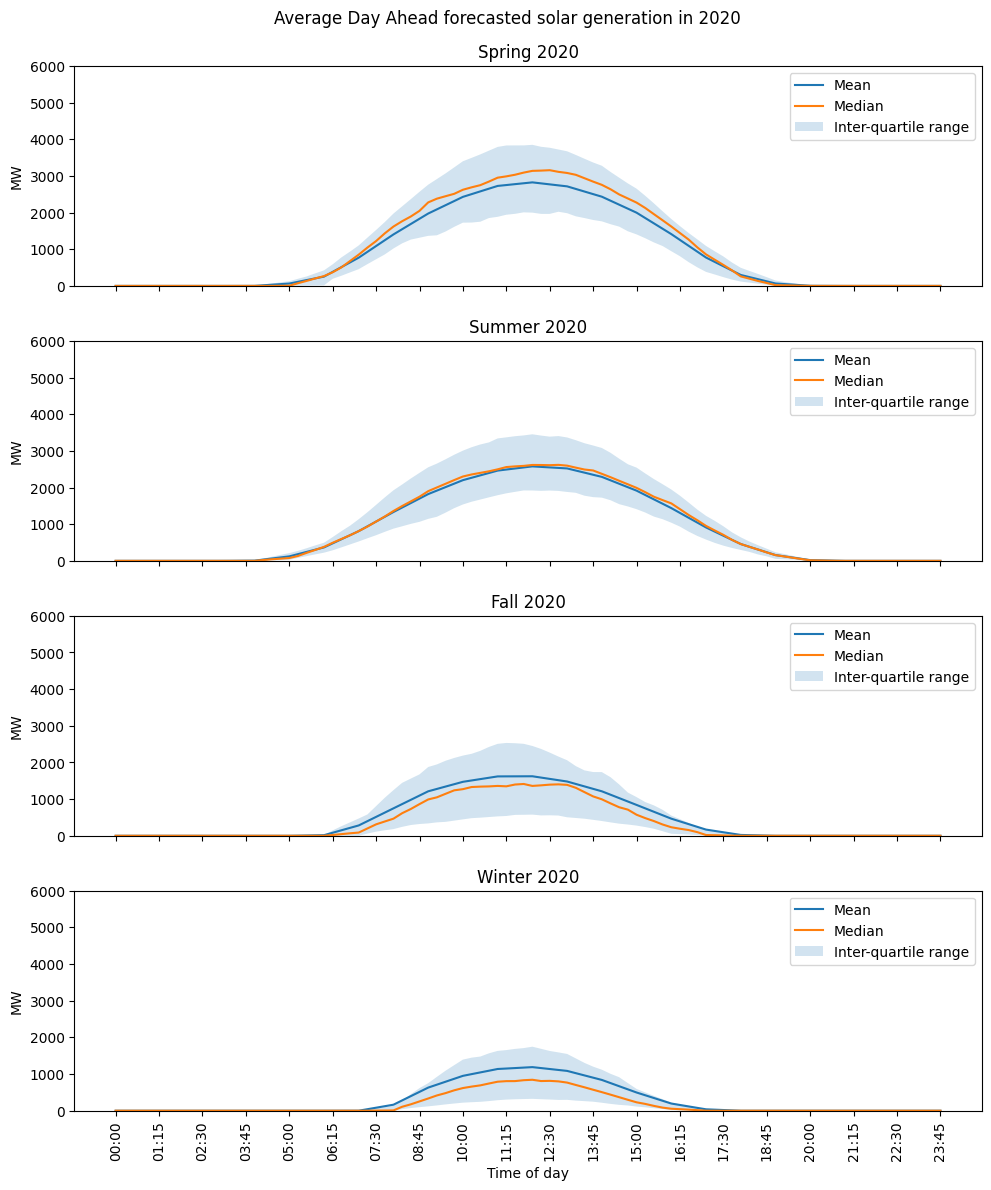 Average Day Ahead forecasted solar generation in 2020
Spring 2020
6000
5000
4000
3000
2000
1000
0
MW
Mean
Median
Inter-quartile range
Summer 2020
6000
5000
4000
3000
2000
1000
0
MW
Mean
Median
Inter-quartile range
Fall 2020
6000
5000
4000
3000
2000
1000
0
MW
Mean
Median
Inter-quartile range
Winter 2020
6000
5000
4000
3000
2000
1000
0
MW
Mean
Median
Inter-quartile range
00:00 01:15 02:30 03:45 05:00 06:15 07:30 08:45 10:00 11:15 12:30 13:45 15:00 16:15 17:30 18:45 20:00 21:15 22:30 23:45
Time of day